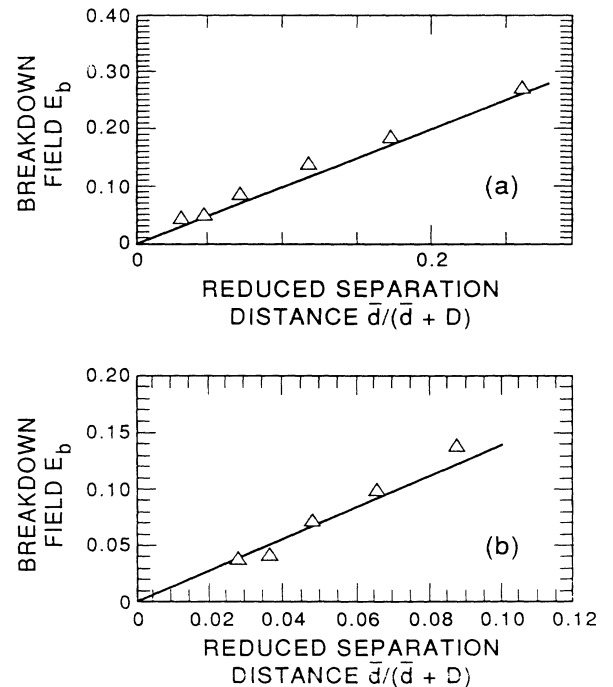 0.40
0.30
0.20
0.10
0
BREAKDOWN
FIELD E_b
(a)
0 0.2
REDUCED SEPARATION
DISTANCE d̅/(d̅ + D)
0.20
0.15
0.10
0.05
0
BREAKDOWN
FIELD E_b
(b)
0 0.02 0.04 0.06 0.08 0.10 0.12
REDUCED SEPARATION
DISTANCE d̅/(d̅ + D)